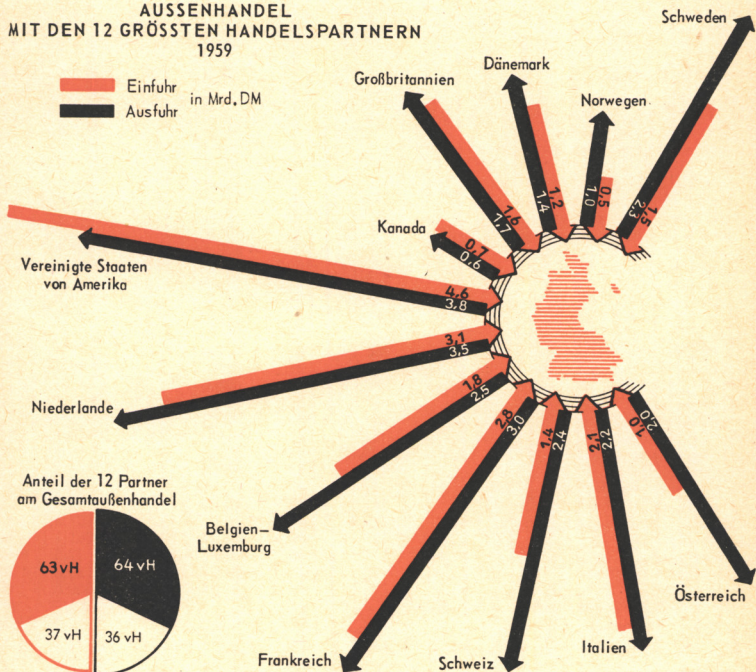 AUSSENHANDEL
MIT DEN 12 GRÖSSTEN HANDELSPARTNERN
1959
Einfuhr
Ausfuhr
in Mrd. DM
Schweden
1,5
2,3
Norwegen
0,5
1,0
Dänemark
1,2
1,4
Großbritannien
1,6
1,7
Kanada
0,7
0,6
Vereinigte Staaten
von Amerika
4,6
3,8
Niederlande
3,1
3,5
Belgien–
Luxemburg
1,8
2,5
Frankreich
2,8
3,0
Schweiz
1,4
2,4
Italien
2,1
2,2
Österreich
1,0
2,0
Anteil der 12 Partner
am Gesamtaußenhandel
63 vH
64 vH
37 vH
36 vH